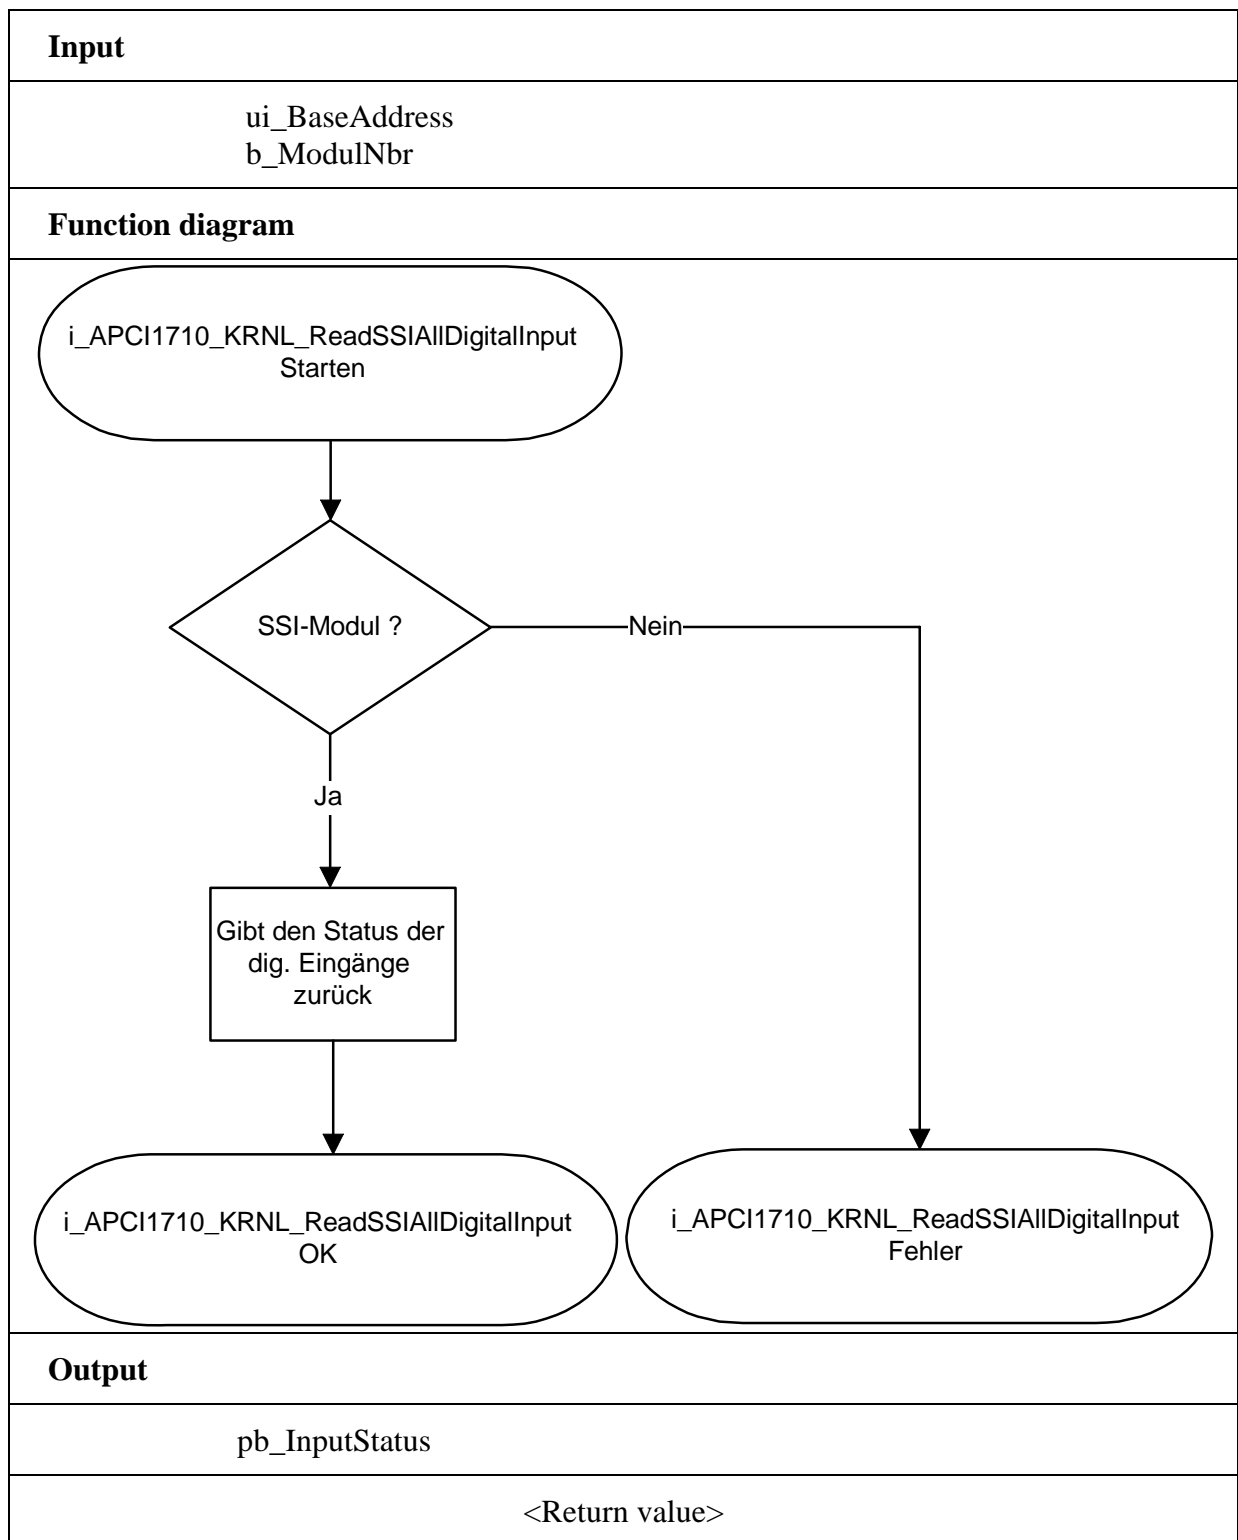 Input
ui_BaseAddress
b_ModulNbr
Function diagram
i_APCI1710_KRNL_ReadSSIAllDigitalInput
Starten
SSI-Modul ?
Nein
Ja
Gibt den Status der
dig. Eingänge
zurück
i_APCI1710_KRNL_ReadSSIAllDigitalInput
OK
i_APCI1710_KRNL_ReadSSIAllDigitalInput
Fehler
Output
pb_InputStatus
<Return value>